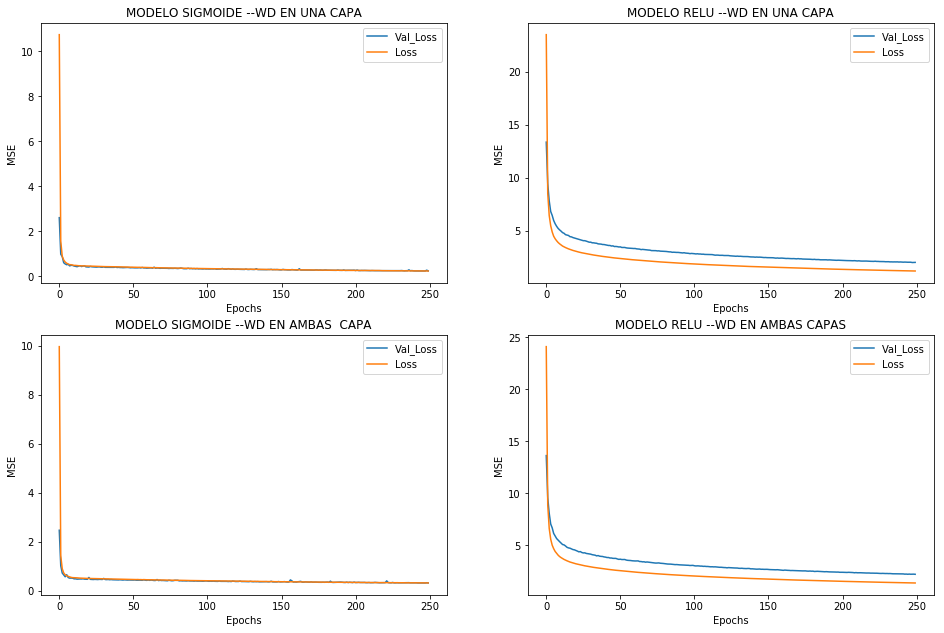 MODELO SIGMOIDE --WD EN UNA CAPA
Val_Loss
Loss
10
8
6
4
2
0
MSE
0 50 100 150 200 250
Epochs
MODELO RELU --WD EN UNA CAPA
Val_Loss
Loss
20
15
10
5
MSE
0 50 100 150 200 250
Epochs
MODELO SIGMOIDE --WD EN AMBAS  CAPA
Val_Loss
Loss
10
8
6
4
2
0
MSE
0 50 100 150 200 250
Epochs
MODELO RELU --WD EN AMBAS CAPAS
Val_Loss
Loss
25
20
15
10
5
MSE
0 50 100 150 200 250
Epochs